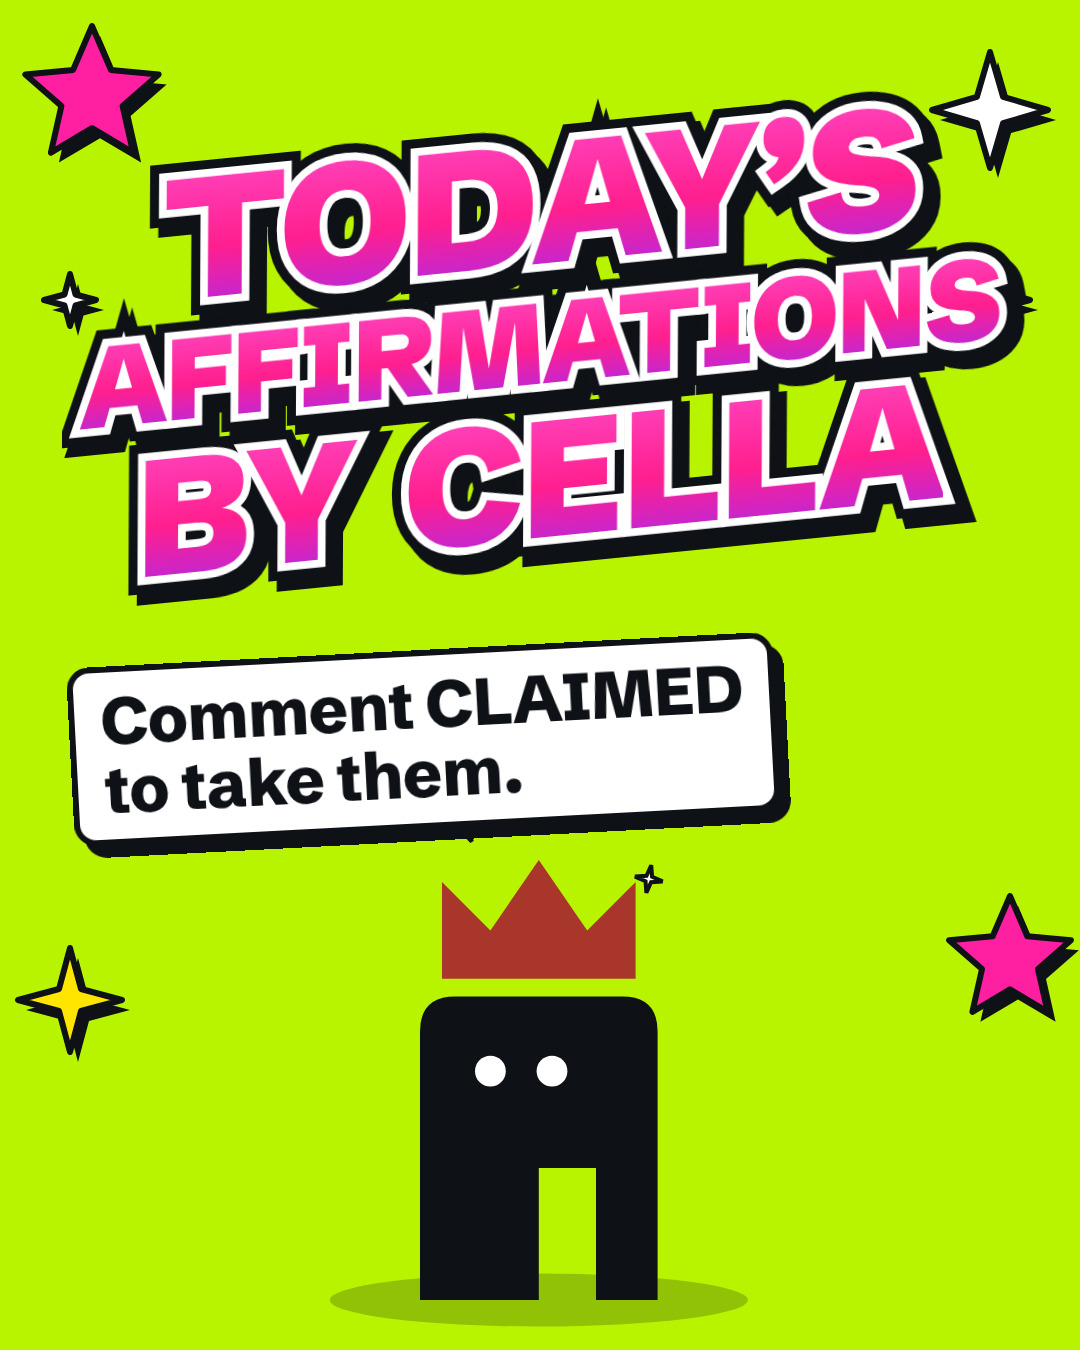 TODAY’S
AFFIRMATIONS
BY CELLA
Comment CLAIMED
to take them.